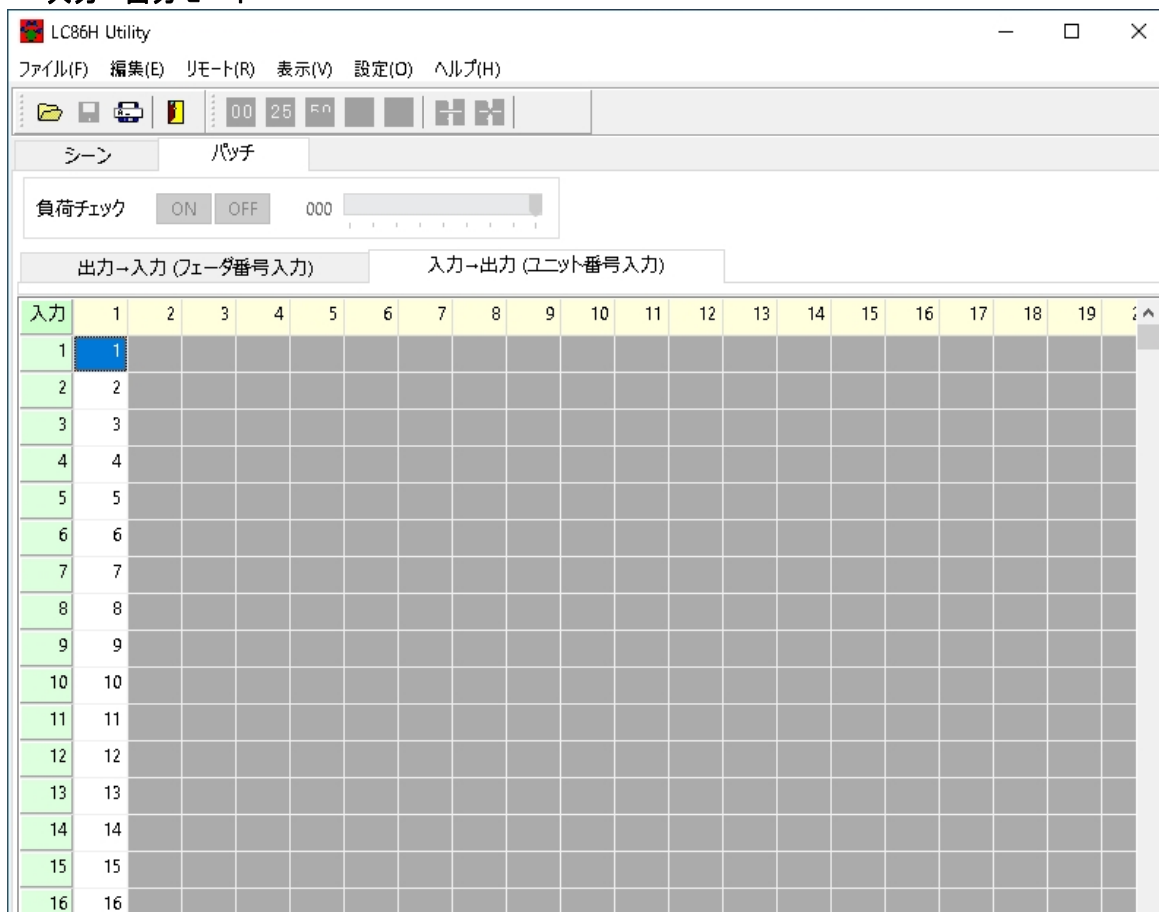 LC86H Utility
ファイル(F) 編集(E) リモート(R) 表示(V) 設定(O) ヘルプ(H)
00 25
シーン パッチ
負荷チェック ON OFF 000
出力→入力 (フェーダ番号入力) 入力→出力 (ユニット番号入力)
入力 1 2 3 4 5 6 7 8 9 10 11 12 13 14 15 16 17 18 19
1 1
2 2
3 3
4 4
5 5
6 6
7 7
8 8
9 9
10 10
11 11
12 12
13 13
14 14
15 15
16 16